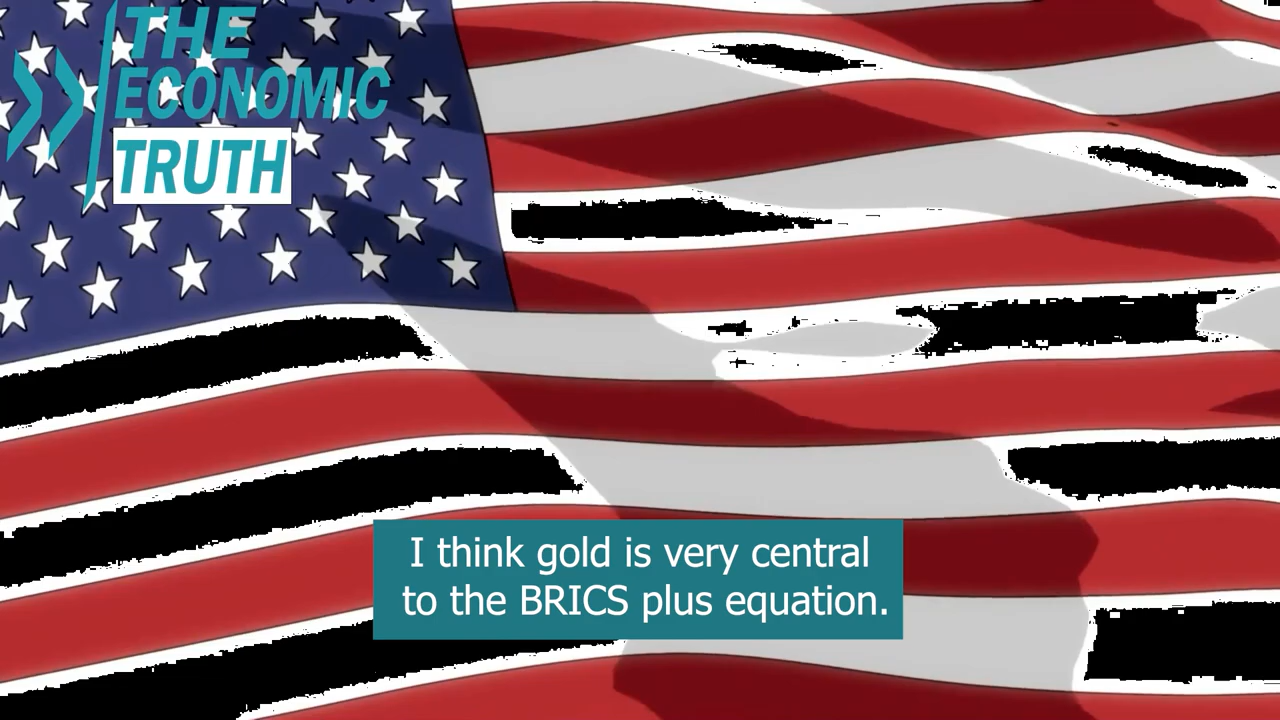 THE
ECONOMIC
TRUTH
I think gold is very central
to the BRICS plus equation.